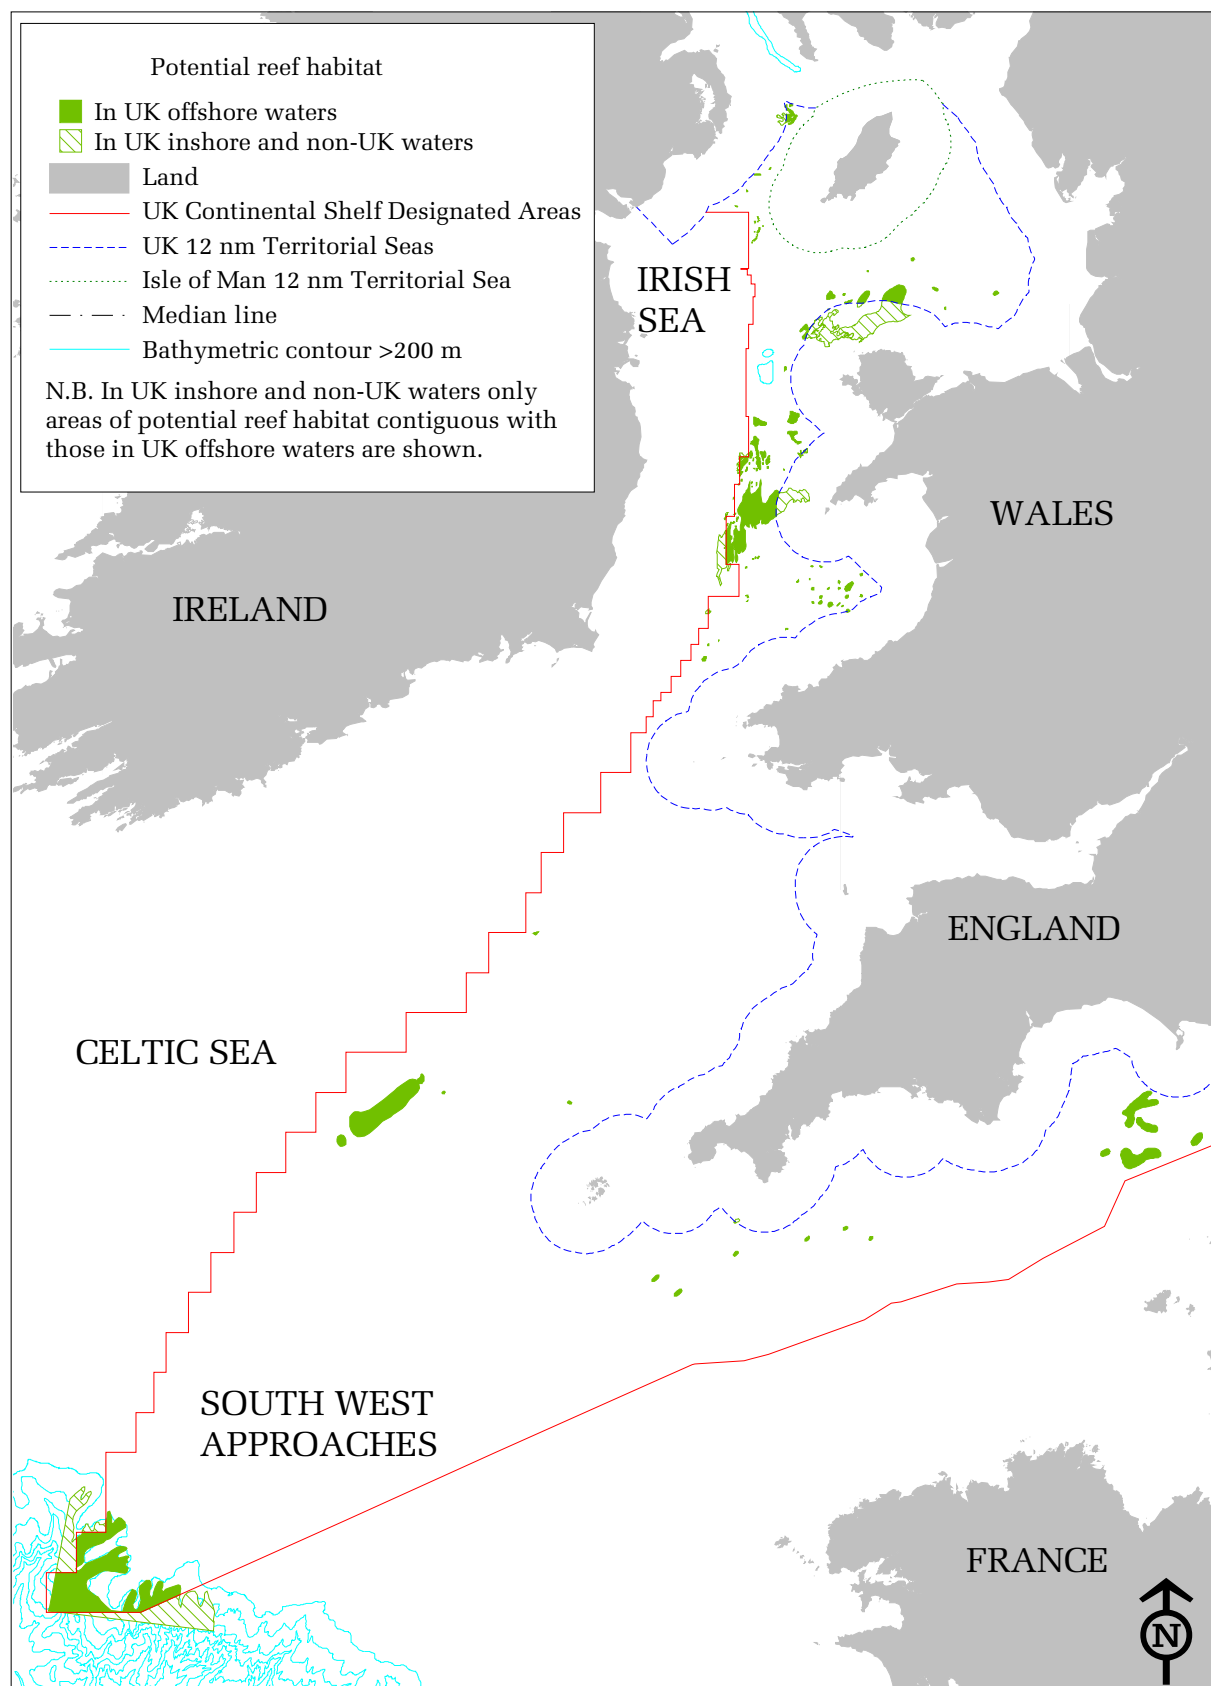 Potential reef habitat
In UK offshore waters
In UK inshore and non-UK waters
Land
UK Continental Shelf Designated Areas
UK 12 nm Territorial Seas
Isle of Man 12 nm Territorial Sea
Median line
Bathymetric contour >200 m
N.B. In UK inshore and non-UK waters only
areas of potential reef habitat contiguous with
those in UK offshore waters are shown.
IRISH
SEA
WALES
IRELAND
ENGLAND
CELTIC SEA
SOUTH WEST
APPROACHES
FRANCE
N